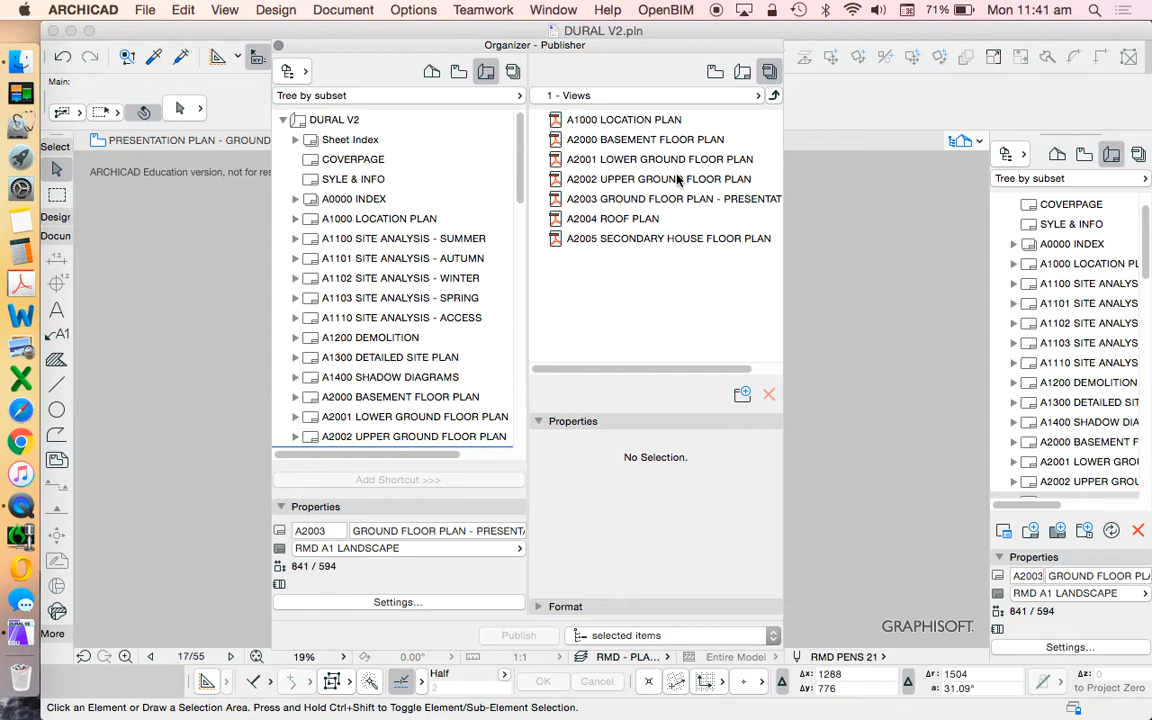 ARCHICAD File Edit View Design Document Options Teamwork Window Help OpenBIM 71% Mon 11:41 am
DURAL V2.pln
Organizer - Publisher
Main:
Tree by subset
1 - Views
DURAL V2
Sheet Index
COVERPAGE
SYLE & INFO
A0000 INDEX
A1000 LOCATION PLAN
A1100 SITE ANALYSIS - SUMMER
A1101 SITE ANALYSIS - AUTUMN
A1102 SITE ANALYSIS - WINTER
A1103 SITE ANALYSIS - SPRING
A1110 SITE ANALYSIS - ACCESS
A1200 DEMOLITION
A1300 DETAILED SITE PLAN
A1400 SHADOW DIAGRAMS
A2000 BASEMENT FLOOR PLAN
A2001 LOWER GROUND FLOOR PLAN
A2002 UPPER GROUND FLOOR PLAN
Add Shortcut >>>
Properties
A2003 GROUND FLOOR PLAN - PRESENT
RMD A1 LANDSCAPE
841 / 594
Settings...
A1000 LOCATION PLAN
A2000 BASEMENT FLOOR PLAN
A2001 LOWER GROUND FLOOR PLAN
A2002 UPPER GROUND FLOOR PLAN
A2003 GROUND FLOOR PLAN - PRESENTAT
A2004 ROOF PLAN
A2005 SECONDARY HOUSE FLOOR PLAN
Properties
No Selection.
Format
Publish selected items
PRESENTATION PLAN - GROUND
ARCHICAD Education version, not for res
Select
Design
Docun
A1
More
Tree by subset
COVERPAGE
SYLE & INFO
A0000 INDEX
A1000 LOCATION PL
A1100 SITE ANALYS
A1101 SITE ANALYS
A1102 SITE ANALYS
A1103 SITE ANALYS
A1110 SITE ANALYS
A1200 DEMOLITION
A1300 DETAILED SIT
A1400 SHADOW DIA
A2000 BASEMENT F
A2001 LOWER GROU
A2002 UPPER GROU
Properties
A2003 GROUND FLOOR PL
RMD A1 LANDSCAPE
841 / 594
Settings...
GRAPHISOFT.
17/55 19% 0.00° 1:1 RMD - PLA... Entire Model RMD PENS 21
Half
2
OK Cancel
Δx: 1288
Δy: 776
Δr: 1504
a: 31.09°
Δz: 0
to Project Zero
Click an Element or Draw a Selection Area. Press and Hold Ctrl+Shift to Toggle Element/Sub-Element Selection.